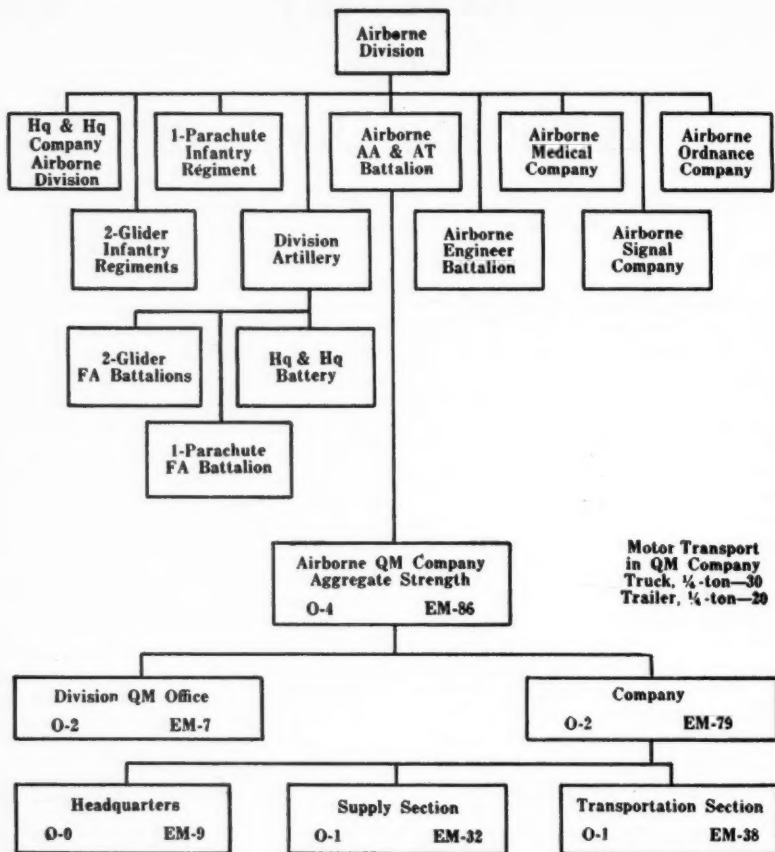 Airborne
Division
Hq & Hq
Company
Airborne
Division
1-Parachute
Infantry
Régiment
Airborne
AA & AT
Battalion
Airborne
Medical
Company
Airborne
Ordnance
Company
2-Glider
Infantry
Regiments
Division
Artillery
Airborne
Engineer
Battalion
Airborne
Signal
Company
2-Glider
FA Battalions
Hq & Hq
Battery
1-Parachute
FA Battalion
Airborne QM Company
Aggregate Strength
O-4 EM-86
Motor Transport
in QM Company
Truck, ¼-ton—30
Trailer, ¼-ton—20
Division QM Office
O-2 EM-7
Company
O-2 EM-79
Headquarters
O-0 EM-9
Supply Section
O-1 EM-32
Transportation Section
O-1 EM-38